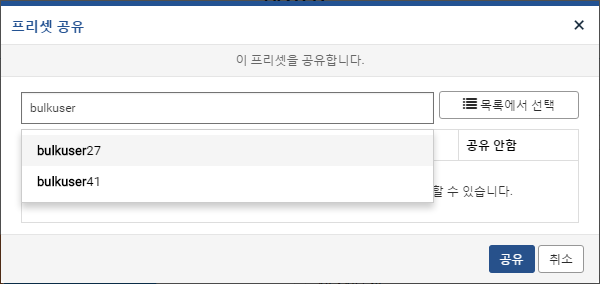 프리셋 공유
×
이 프리셋을 공유합니다.
bulkuser
목록에서 선택
bulkuser27
공유 안함
bulkuser41
할 수 있습니다.
공유
취소